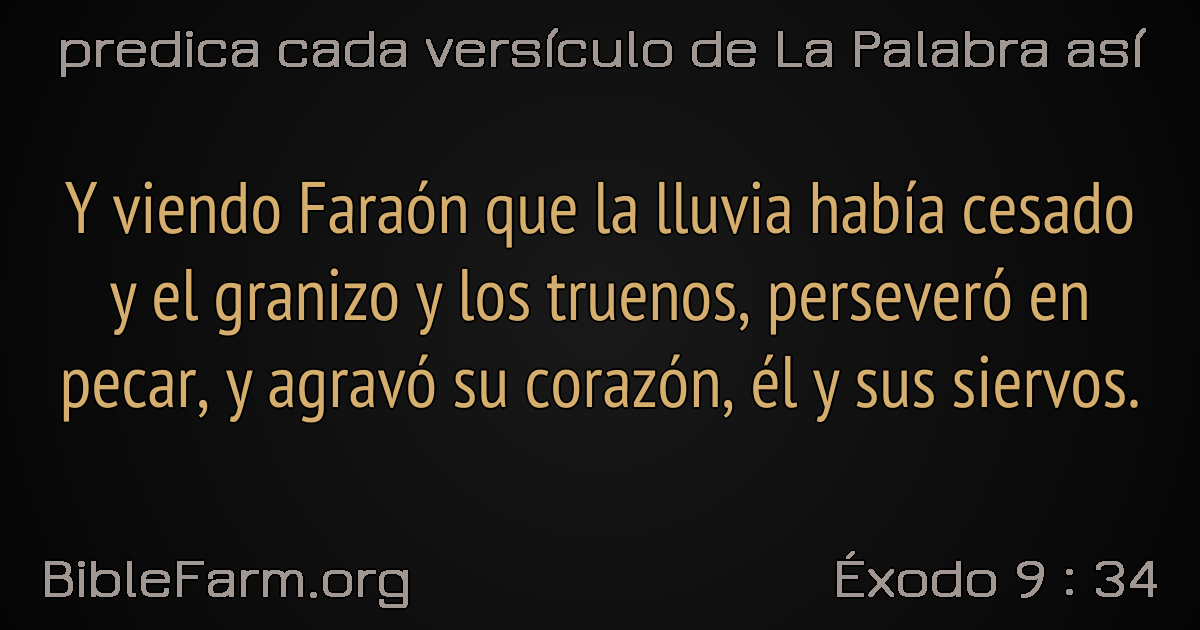 predica cada versículo de La Palabra así
Y viendo Faraón que la lluvia había cesado
y el granizo y los truenos, perseveró en
pecar, y agravó su corazón, él y sus siervos.
BibleFarm.org
Éxodo 9 : 34